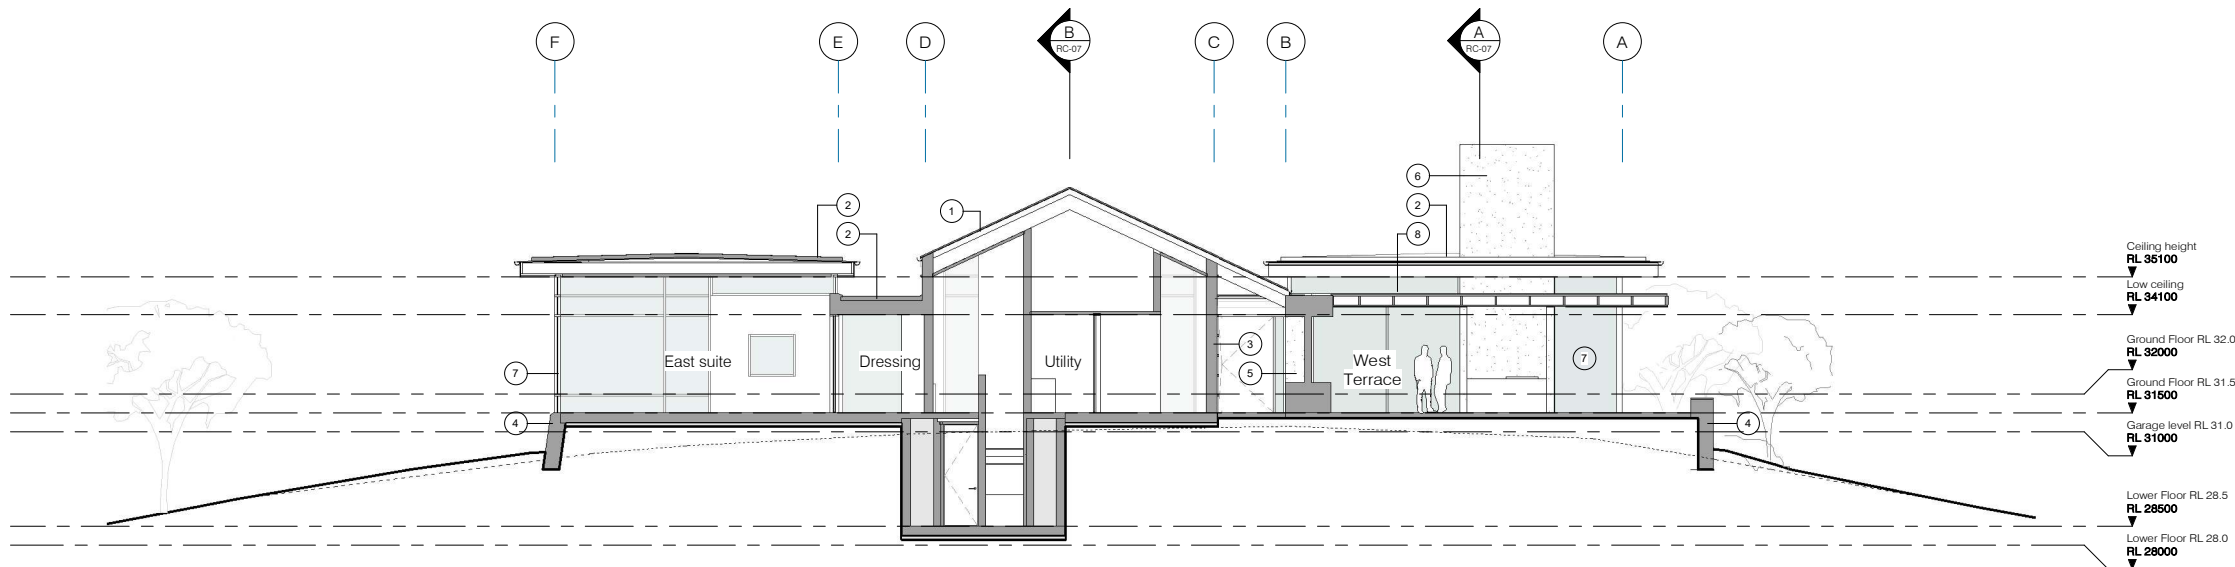 F
E
D
B
RC-07
C
B
A
RC-07
A
6
2
2
1
2
8
Ceiling height
RL 35100
Low ceiling
RL 34100
East suite
Dressing
Utility
3
West
Terrace
7
Ground Floor RL 32.0
RL 32000
7
5
Ground Floor RL 31.5
RL 31500
4
4
Garage level RL 31.0
RL 31000
Lower Floor RL 28.5
RL 28500
Lower Floor RL 28.0
RL 28000